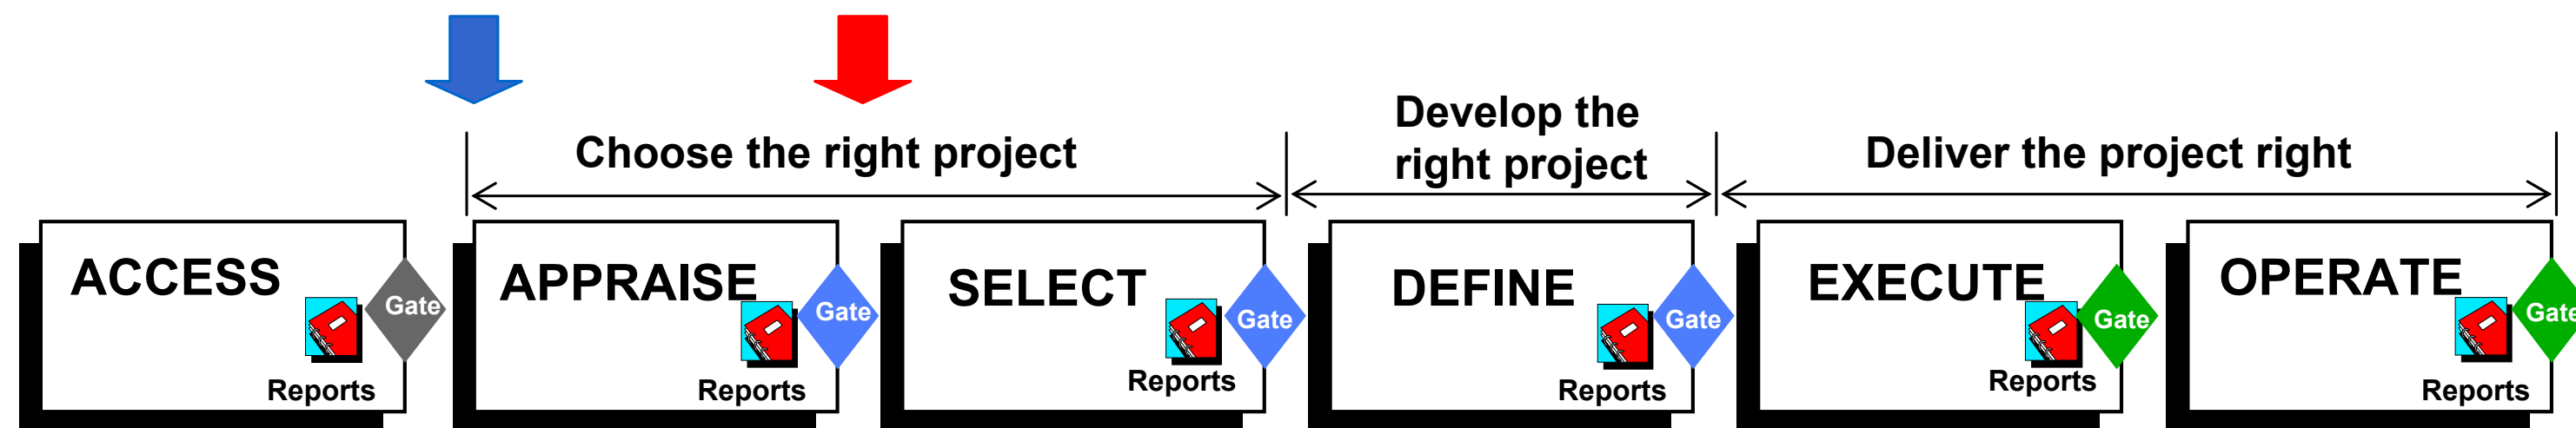 Choose the right project
Develop the
right project
Deliver the project right
ACCESS
Gate
Reports
APPRAISE
Gate
Reports
SELECT
Gate
Reports
DEFINE
Gate
Reports
EXECUTE
Gate
Reports
OPERATE
Gate
Reports